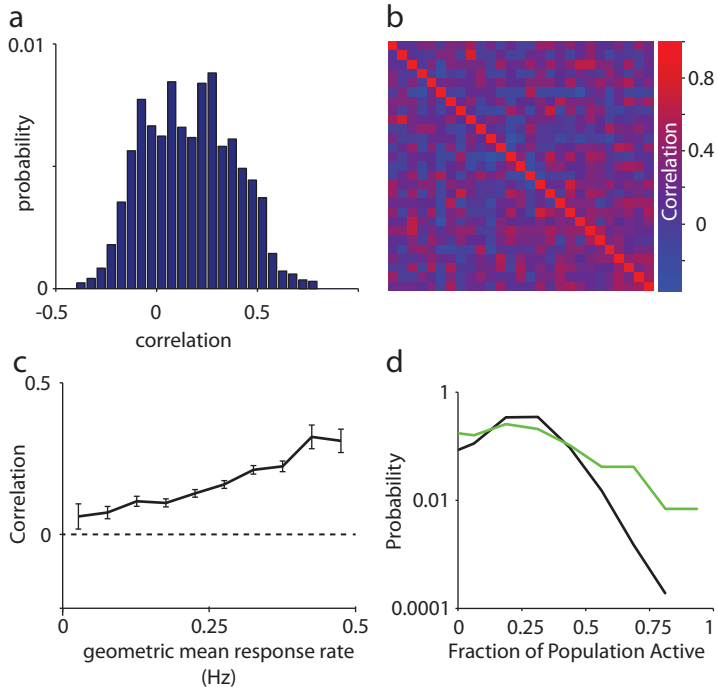 a
0.01
probability
0
-0.5
0
0.5
correlation
b
0.8
0.4
0
Correlation
c
0.5
Correlation
0
0
0.25
0.5
geometric mean response rate
(Hz)
d
1
Probability
0.01
0.0001
0
0.25
0.5
0.75
1
Fraction of Population Active